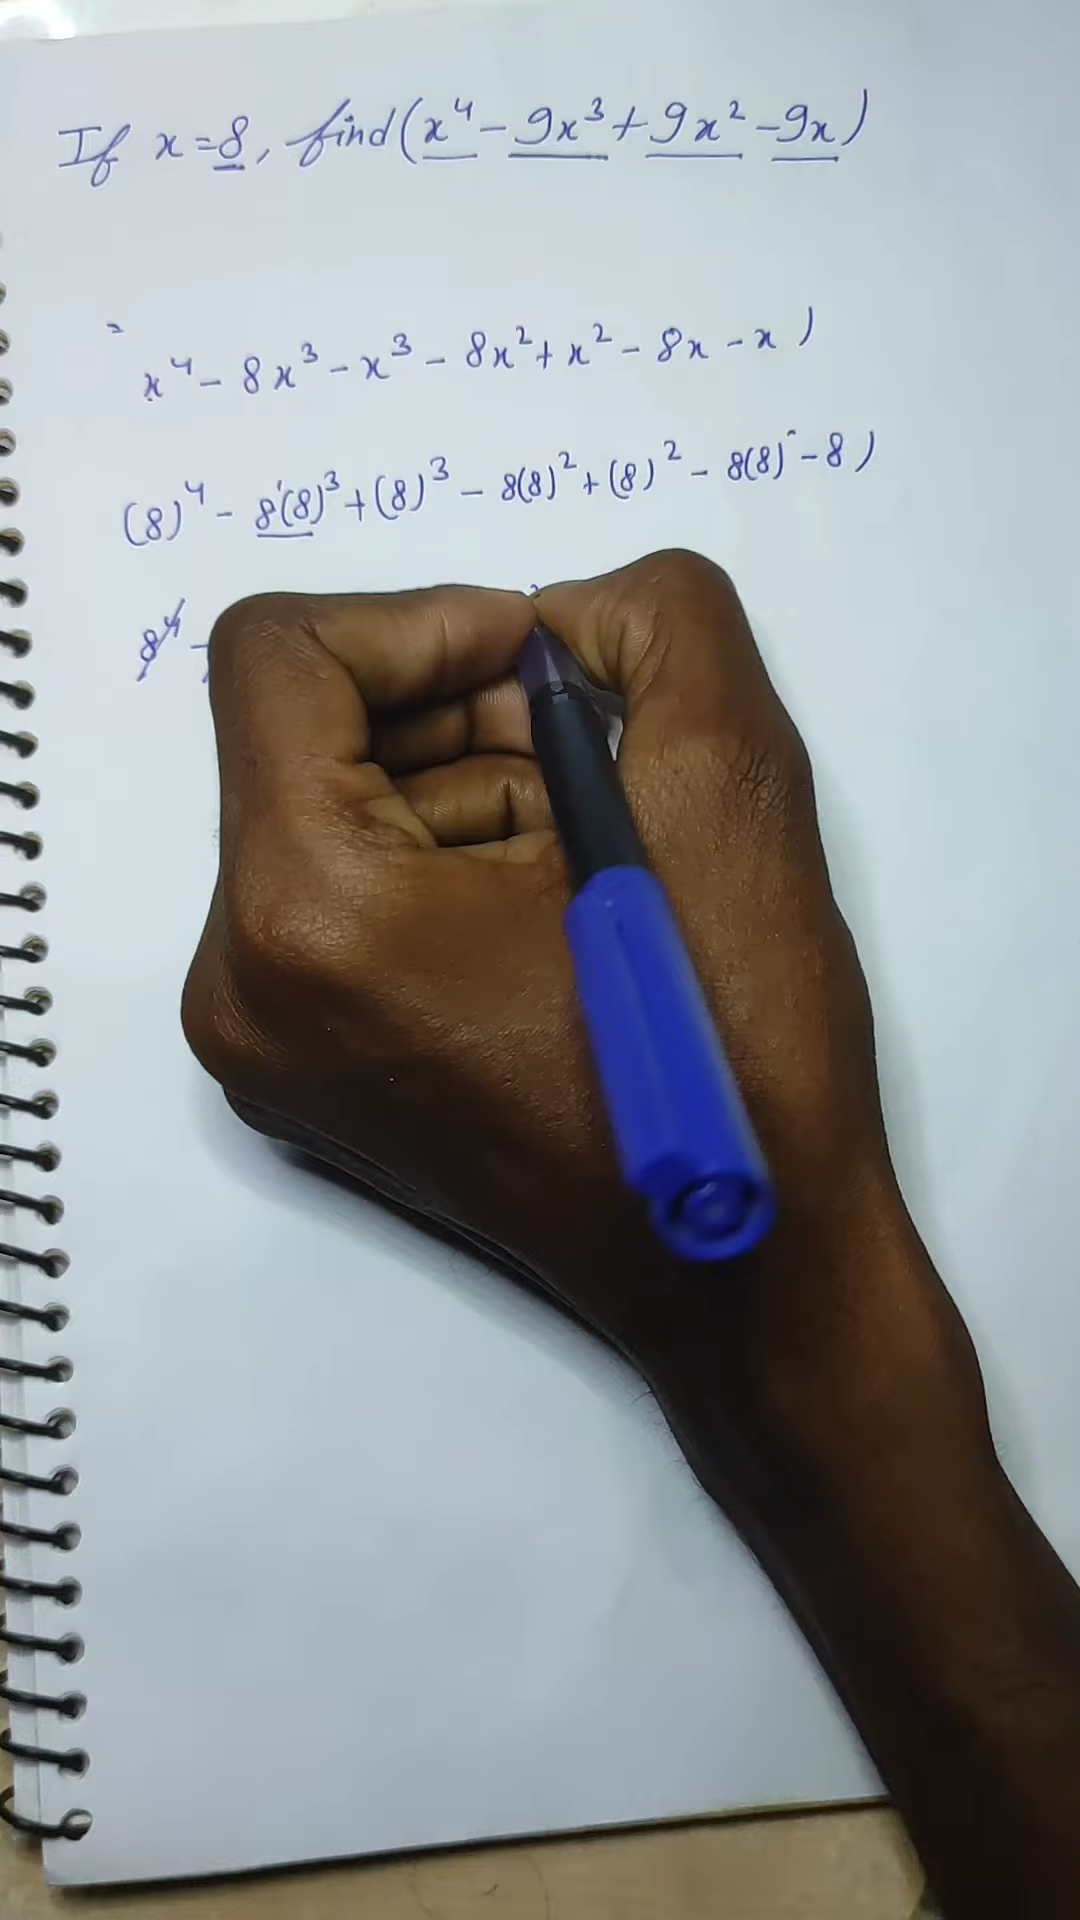 If x=8, find(x⁴-9x³+9x²-9x)
= x⁴-8x³-x³-8x²+x²-8x-x)
(8)⁴-8(8)³+(8)³-8(8)²+(8)²-8(8)-8)
8⁴-